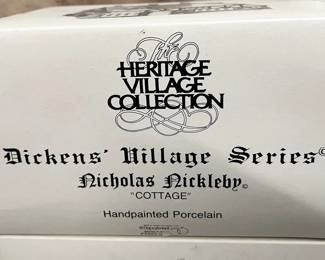 The
HERITAGE
VILLAGE
COLLECTION
Dickens' Village Series©
Nicholas Nickleby©
"COTTAGE"
Handpainted Porcelain